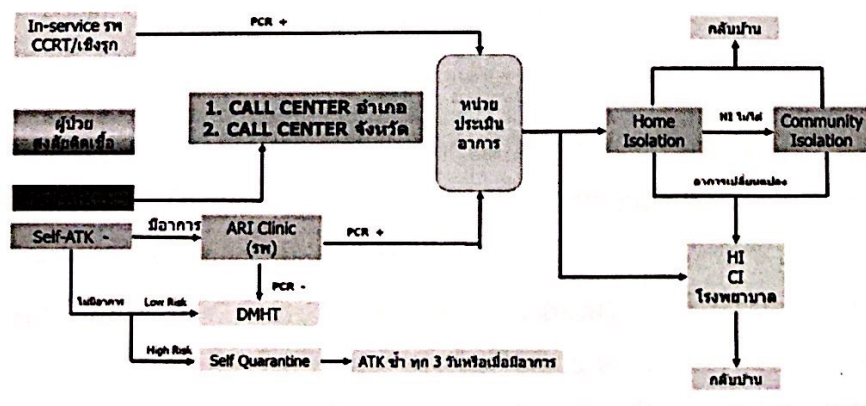 In-service รพ
CCRT/เชิงรุก
PCR +
ผู้ป่วย
สงสัยติดเชื้อ
1. CALL CENTER อำเภอ
2. CALL CENTER จังหวัด
หน่วย
ประเมิน
อาการ
กลับบ้าน
Home
Isolation
HI ไม่ได้
Community
Isolation
อาการเปลี่ยนแปลง
Self-ATK -
มีอาการ
ARI Clinic
(รพ)
PCR +
PCR -
HI
CI
โรงพยาบาล
ไม่มีอาการ
Low Risk
DMHT
High Risk
Self Quarantine
ATK ซ้ำ ทุก 3 วันหรือเมื่อมีอาการ
กลับบ้าน